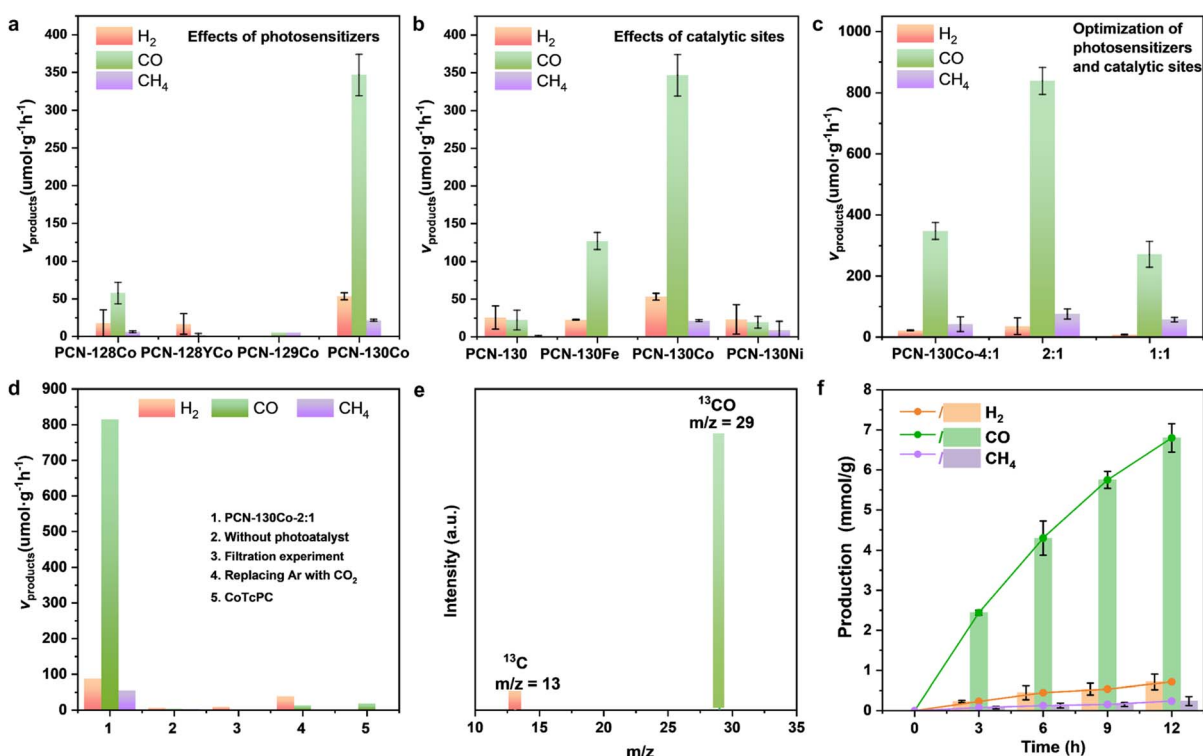 a
400
350
300
250
200
150
100
50
0
vproducts(umol·g⁻¹h⁻¹)
H₂
CO
CH₄
Effects of photosensitizers
PCN-128Co PCN-128YCo PCN-129Co PCN-130Co
b
400
350
300
250
200
150
100
50
0
vproducts(umol·g⁻¹h⁻¹)
H₂
CO
CH₄
Effects of catalytic sites
PCN-130 PCN-130Fe PCN-130Co PCN-130Ni
c
1000
800
600
400
200
0
vproducts(umol·g⁻¹h⁻¹)
H₂
CO
CH₄
Optimization of
photosensitizers
and catalytic sites
PCN-130Co-4:1 2:1 1:1
d
900
800
700
600
500
400
300
200
100
0
vproducts(umol·g⁻¹h⁻¹)
H₂ CO CH₄
1. PCN-130Co-2:1
2. Without photoatalyst
3. Filtration experiment
4. Replacing Ar with CO₂
5. CoTcPC
1 2 3 4 5
e
Intensity (a.u.)
¹³CO
m/z = 29
¹³C
m/z = 13
10 15 20 25 30 35
m/z
f
8
7
6
5
4
3
2
1
0
Production (mmol/g)
/ H₂
/ CO
/ CH₄
0 3 6 9 12
Time (h)